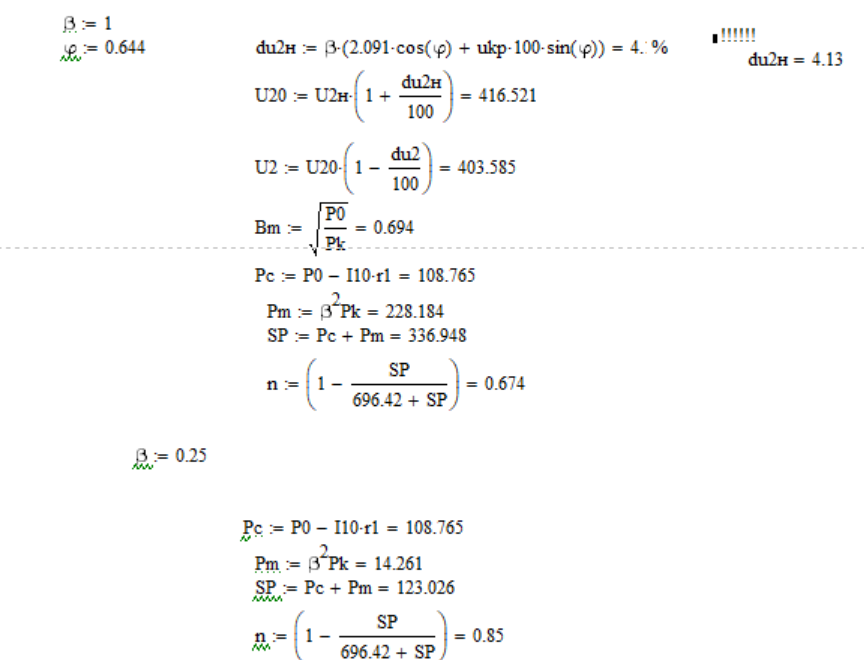 β := 1
φ := 0.644
du2н := β·(2.091·cos(φ) + ukp·100·sin(φ)) = 4. %
!!!!!!
du2н = 4.13
U20 := U2н·(1 + du2н/100) = 416.521
U2 := U20·(1 − du2/100) = 403.585
Bm := √(P0/Pk) = 0.694
Pc := P0 − I10·r1 = 108.765
Pm := β²Pk = 228.184
SP := Pc + Pm = 336.948
n := (1 − SP/(696.42 + SP)) = 0.674
β := 0.25
Pc := P0 − I10·r1 = 108.765
Pm := β²Pk = 14.261
SP := Pc + Pm = 123.026
n := (1 − SP/(696.42 + SP)) = 0.85